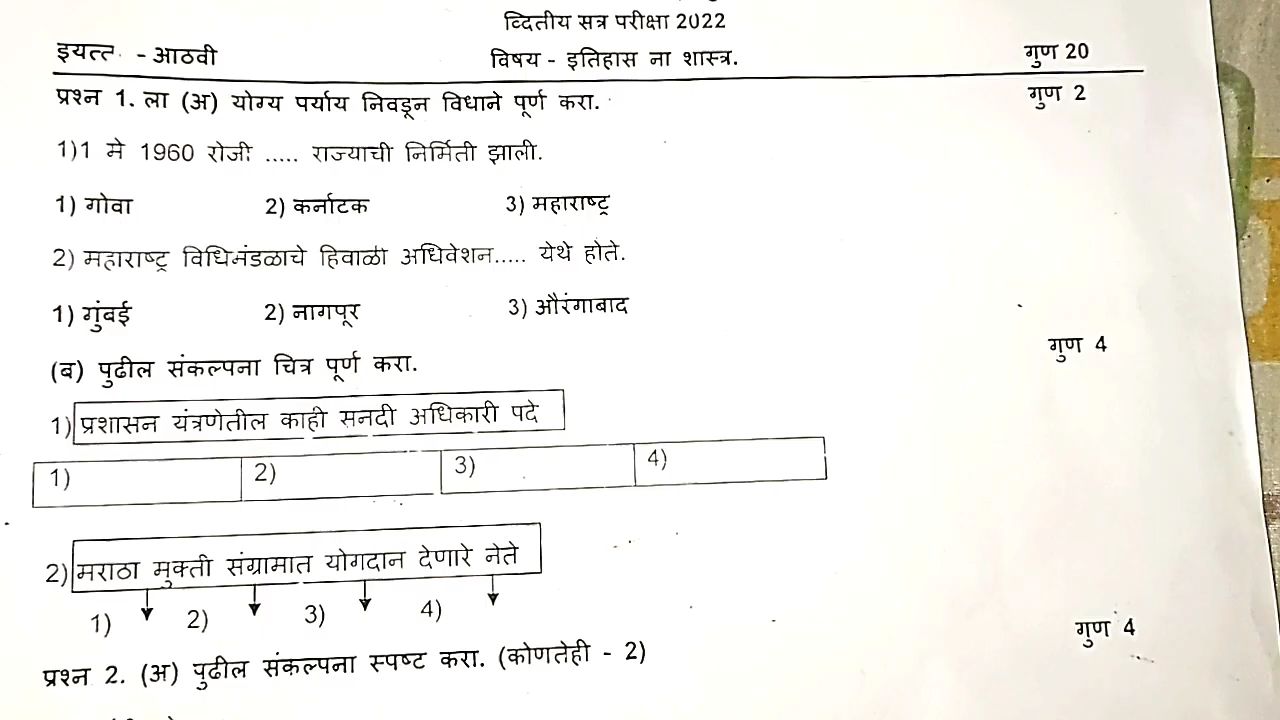 व्दितीय सत्र परीक्षा 2022
इयत्त - आठवी विषय - इतिहास ना शास्त्र. गुण 20
प्रश्न 1. ला (अ) योग्य पर्याय निवडून विधाने पूर्ण करा. गुण 2
1)1 मे 1960 रोजी ..... राज्याची निर्मिती झाली.
1) गोवा 2) कर्नाटक 3) महाराष्ट्र
2) महाराष्ट्र विधिमंडळाचे हिवाळी अधिवेशन..... येथे होते.
1) गुंबई 2) नागपूर 3) औरंगाबाद
(ब) पुढील संकल्पना चित्र पूर्ण करा. गुण 4
1) प्रशासन यंत्रणेतील काही सनदी अधिकारी पदे
1) 2) 3) 4)
2) मराठा मुक्ती संग्रामात योगदान देणारे नेते
1) 2) 3) 4)
प्रश्न 2. (अ) पुढील संकल्पना स्पष्ट करा. (कोणतेही - 2) गुण 4